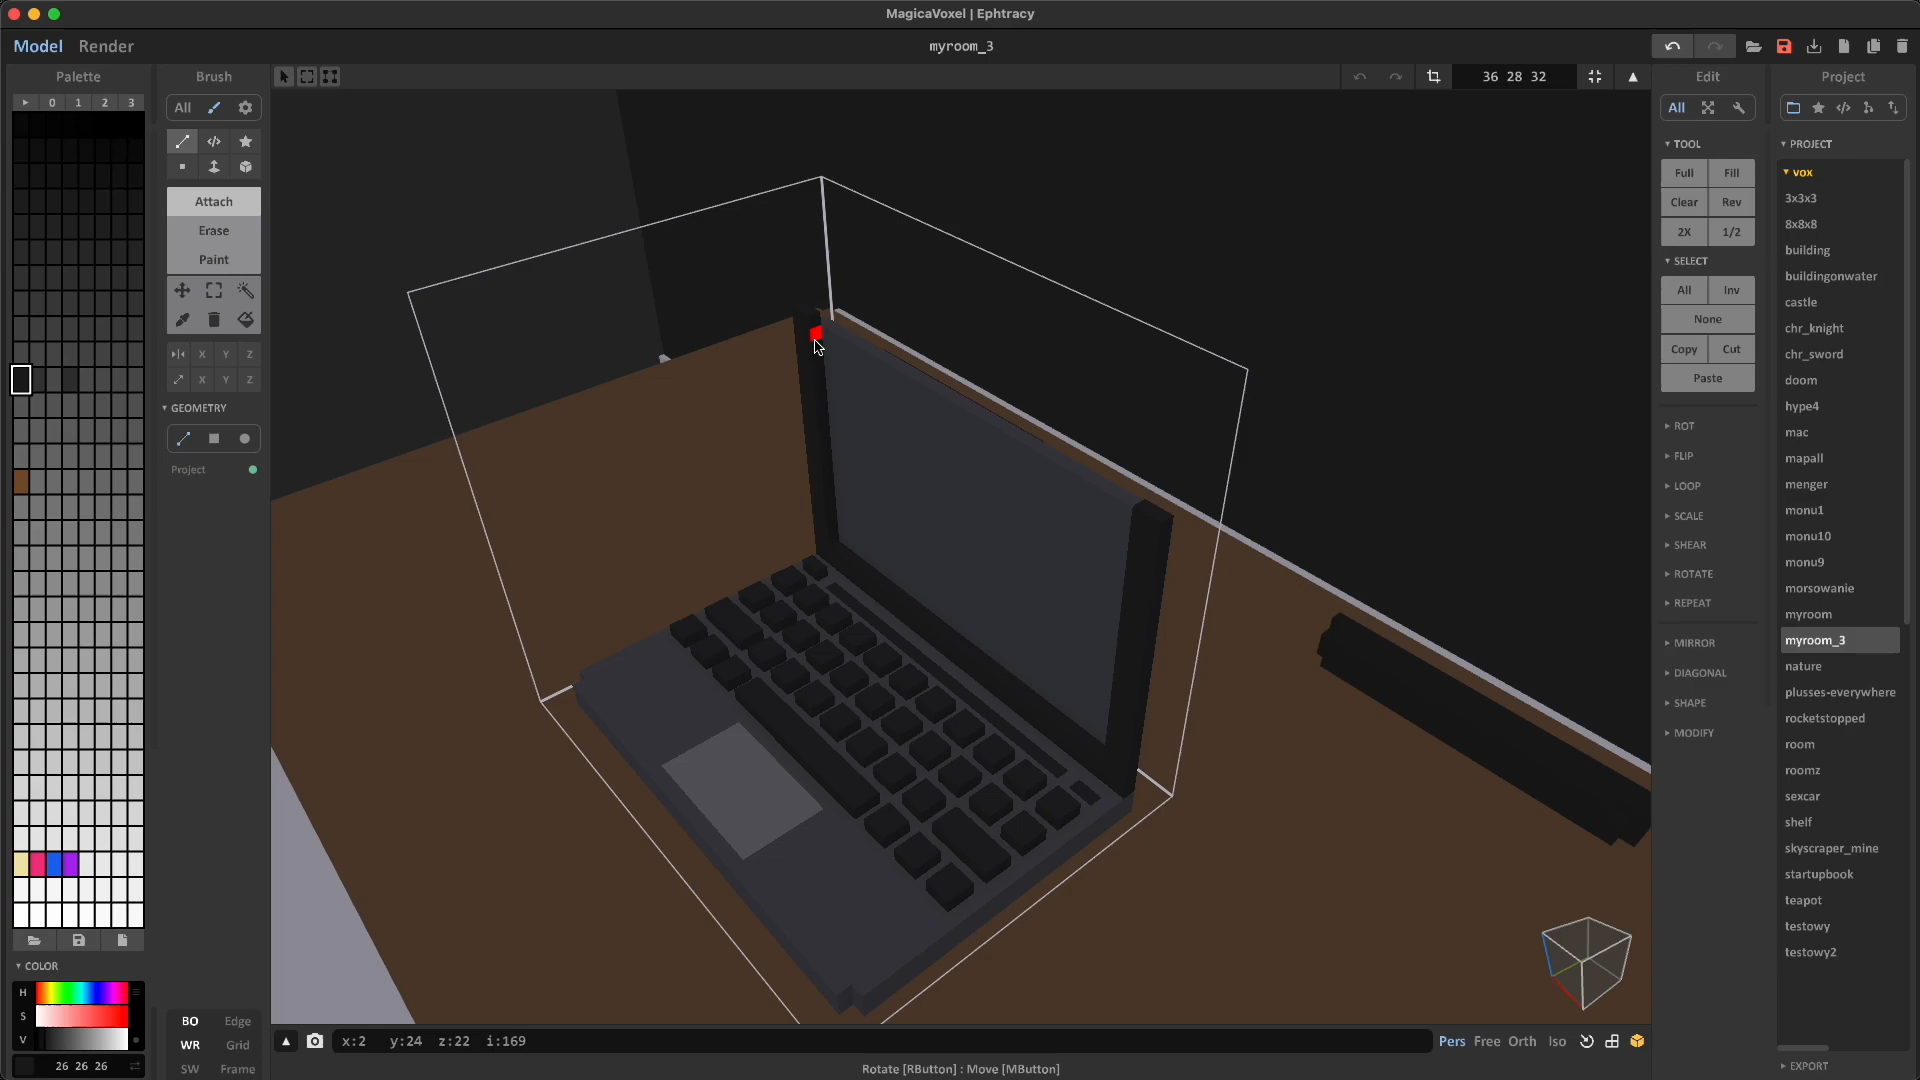 MagicaVoxel | Ephtracy
Model Render
myroom_3
Palette
Brush
36 28 32
Edit
Project
0 1 2 3
All
All
TOOL
PROJECT
Full Fill
Clear Rev
2X 1/2
SELECT
All Inv
None
Copy Cut
Paste
ROT
FLIP
LOOP
SCALE
SHEAR
ROTATE
REPEAT
MIRROR
DIAGONAL
SHAPE
MODIFY
Attach
Erase
Paint
X Y Z
X Y Z
GEOMETRY
Project
vox
3x3x3
8x8x8
building
buildingonwater
castle
chr_knight
chr_sword
doom
hype4
mac
mapall
menger
monu1
monu10
monu9
morsowanie
myroom
myroom_3
nature
plusses-everywhere
rocketstopped
room
roomz
sexcar
shelf
skyscraper_mine
startupbook
teapot
testowy
testowy2
EXPORT
COLOR
H
S
V
26 26 26
BO Edge
WR Grid
SW Frame
x:2 y:24 z:22 i:169
Pers Free Orth Iso
Rotate [RButton] : Move [MButton]